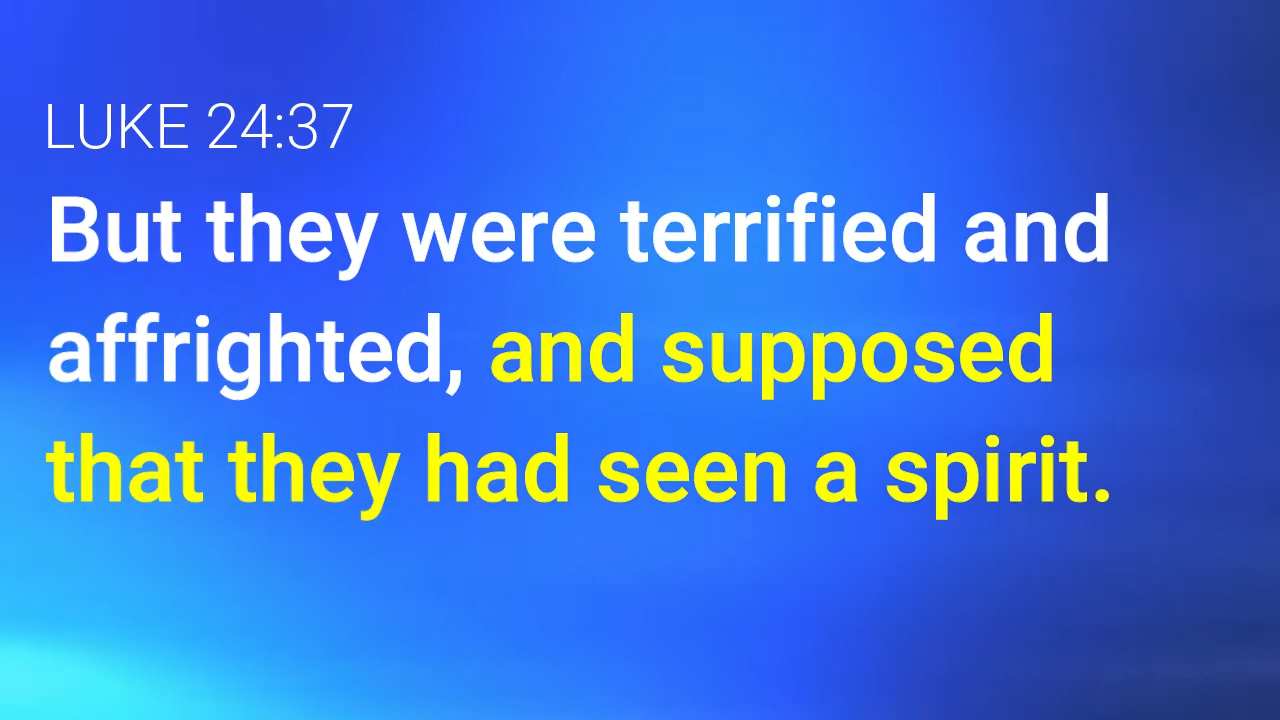 LUKE 24:37
But they were terrified and
affrighted, and supposed
that they had seen a spirit.